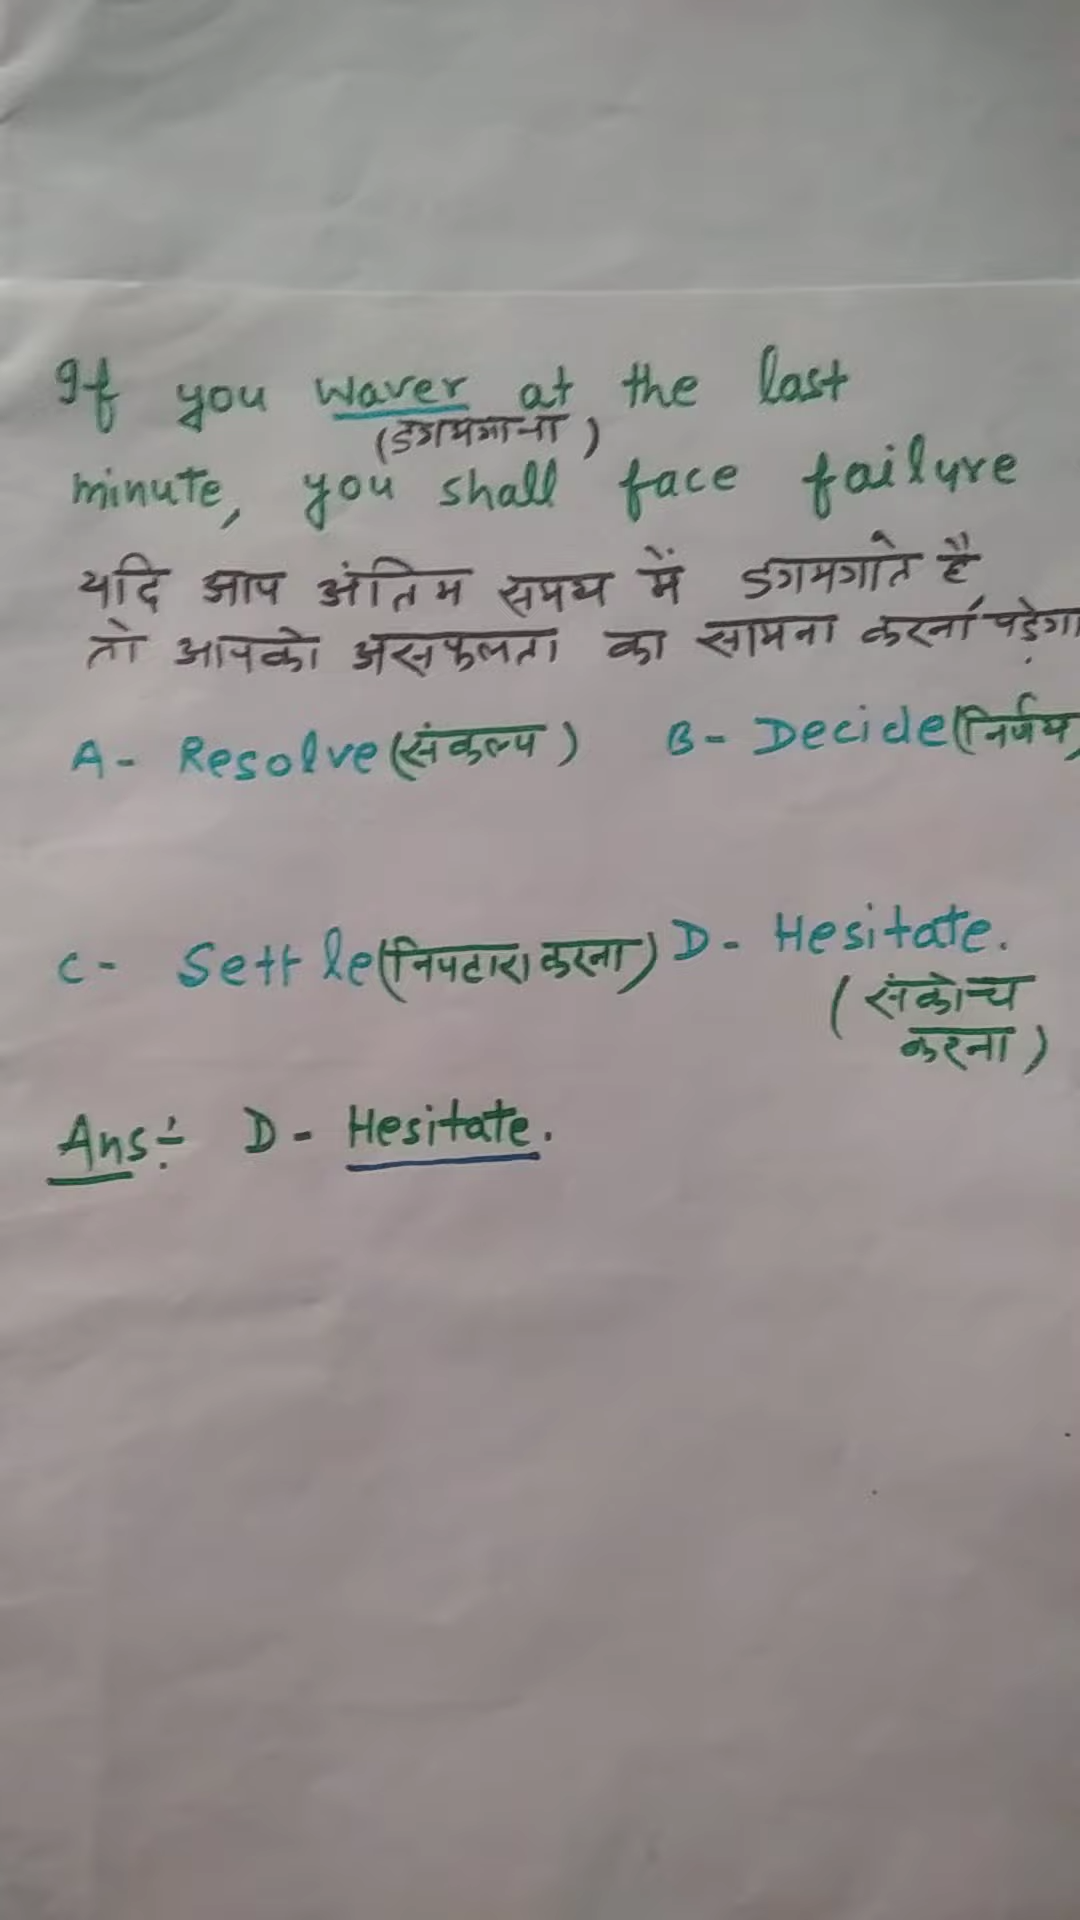 If you waver at the last
(डगमगाना)
minute, you shall face failure
यदि आप अंतिम समय में डगमगाते है,
तो आपको असफलता का सामना करना पड़ेगा
A- Resolve (संकल्प) B- Decide (निर्णय)
C- Settle (निपटारा करना) D- Hesitate.
(संकोच
करना)
Ans:- D- Hesitate.